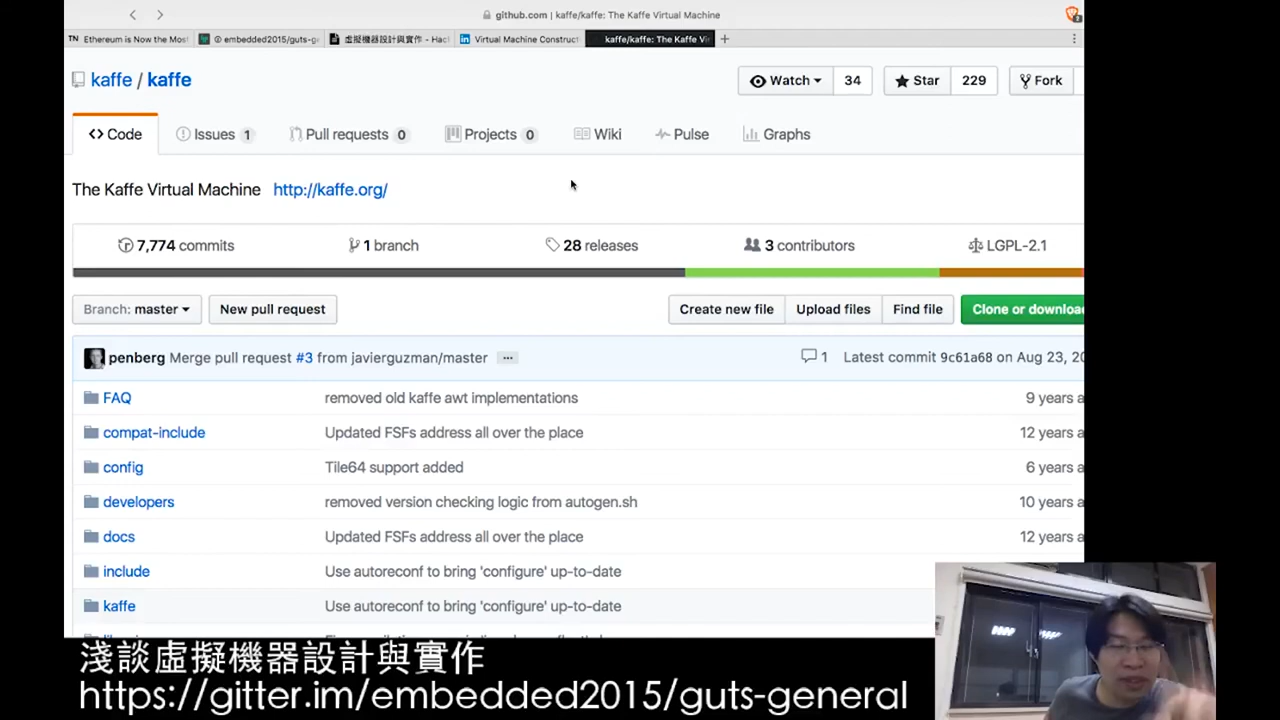 github.com | kaffe/kaffe: The Kaffe Virtual Machine
TN Ethereum is Now the Most
embedded2015/guts-g
虛擬機器設計與實作 - Hac
in Virtual Machine Construct
kaffe/kaffe: The Kaffe Vi
kaffe / kaffe
Watch 34
Star 229
Fork
Code
Issues 1
Pull requests 0
Projects 0
Wiki
Pulse
Graphs
The Kaffe Virtual Machine http://kaffe.org/
7,774 commits
1 branch
28 releases
3 contributors
LGPL-2.1
Branch: master
New pull request
Create new file
Upload files
Find file
Clone or downloa
penberg Merge pull request #3 from javierguzman/master ...
1 Latest commit 9c61a68 on Aug 23, 20
FAQ removed old kaffe awt implementations 9 years a
compat-include Updated FSFs address all over the place 12 years a
config Tile64 support added 6 years a
developers removed version checking logic from autogen.sh 10 years a
docs Updated FSFs address all over the place 12 years a
include Use autoreconf to bring 'configure' up-to-date
kaffe Use autoreconf to bring 'configure' up-to-date
淺談虛擬機器設計與實作
https://gitter.im/embedded2015/guts-general